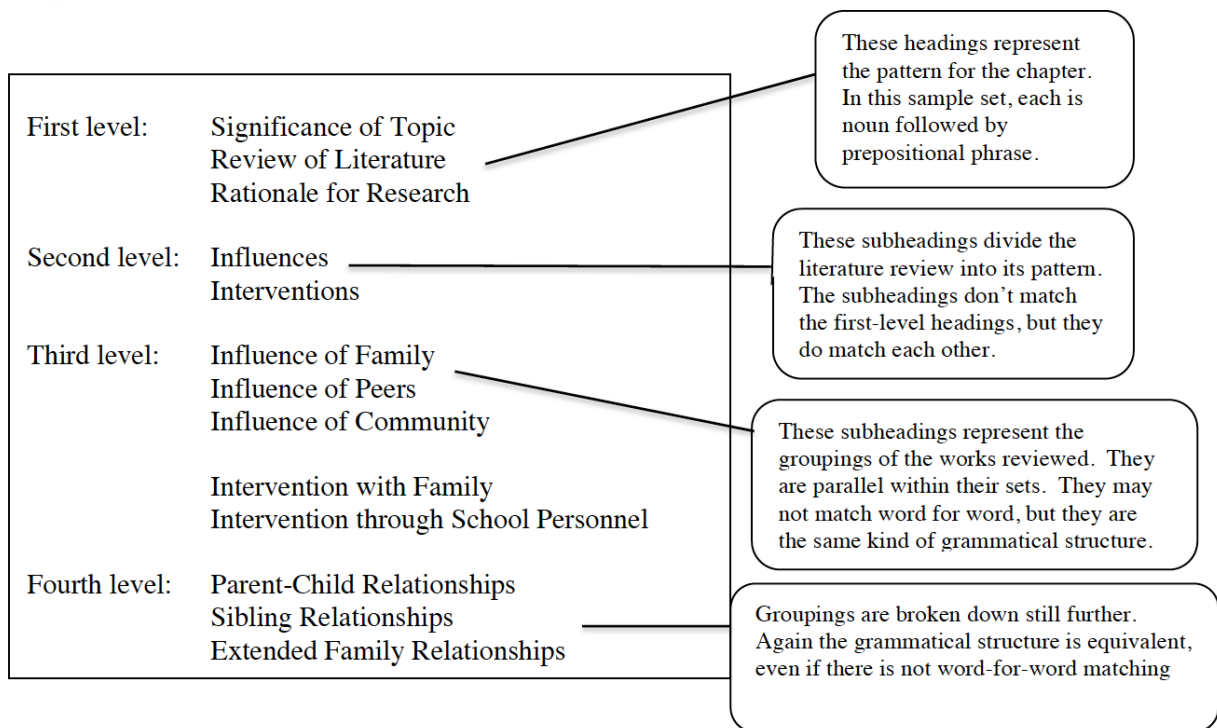 These headings represent
the pattern for the chapter.
In this sample set, each is
noun followed by
prepositional phrase.
First level: Significance of Topic
Review of Literature
Rationale for Research
Second level: Influences
Interventions
These subheadings divide the
literature review into its pattern.
The subheadings don’t match
the first-level headings, but they
do match each other.
Third level: Influence of Family
Influence of Peers
Influence of Community
Intervention with Family
Intervention through School Personnel
These subheadings represent the
groupings of the works reviewed. They
are parallel within their sets. They may
not match word for word, but they are
the same kind of grammatical structure.
Fourth level: Parent-Child Relationships
Sibling Relationships
Extended Family Relationships
Groupings are broken down still further.
Again the grammatical structure is equivalent,
even if there is not word-for-word matching